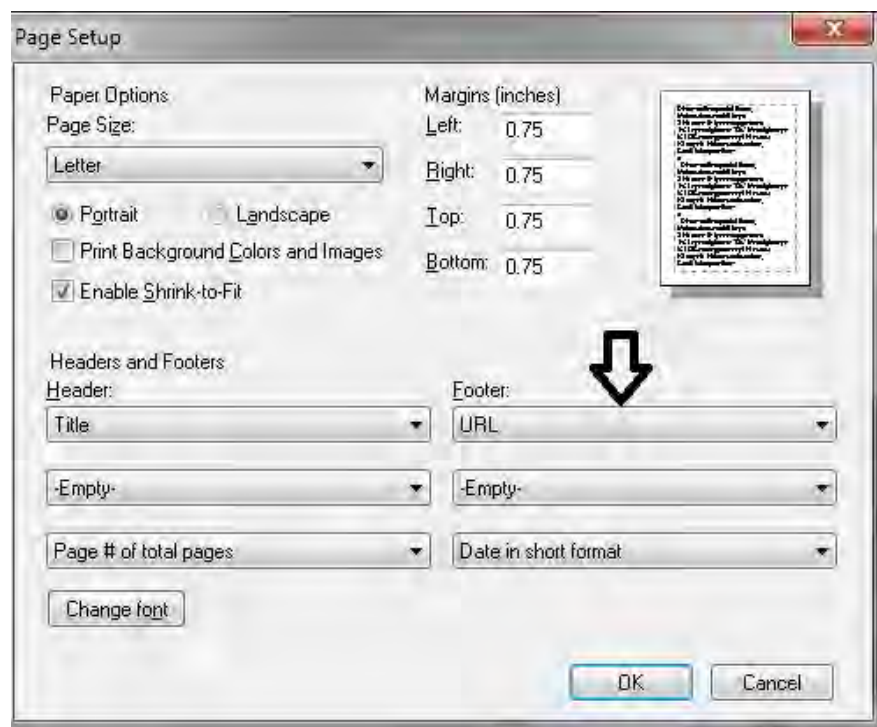 Page Setup
Paper Options
Page Size:
Letter
Portrait Landscape
Print Background Colors and Images
Enable Shrink-to-Fit
Margins (inches)
Left: 0.75
Right: 0.75
Top: 0.75
Bottom: 0.75
Headers and Footers
Header:
Title
-Empty-
Page # of total pages
Change font
Footer:
URL
-Empty-
Date in short format
OK Cancel